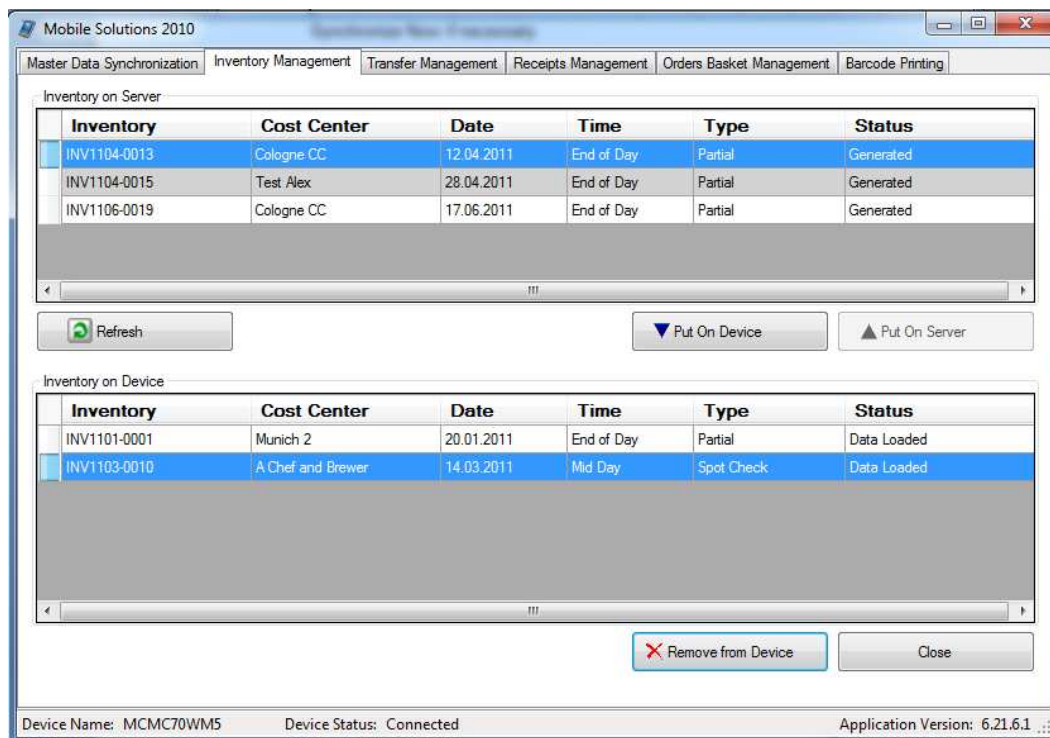 Mobile Solutions 2010
Master Data Synchronization Inventory Management Transfer Management Receipts Management Orders Basket Management Barcode Printing
Inventory on Server
Inventory Cost Center Date Time Type Status
INV1104-0013 Cologne CC 12.04.2011 End of Day Partial Generated
INV1104-0015 Test Alex 28.04.2011 End of Day Partial Generated
INV1106-0019 Cologne CC 17.06.2011 End of Day Partial Generated
Refresh Put On Device Put On Server
Inventory on Device
Inventory Cost Center Date Time Type Status
INV1101-0001 Munich 2 20.01.2011 End of Day Partial Data Loaded
INV1103-0010 A Chef and Brewer 14.03.2011 Mid Day Spot Check Data Loaded
Remove from Device Close
Device Name: MCMC70WM5 Device Status: Connected Application Version: 6.21.6.1